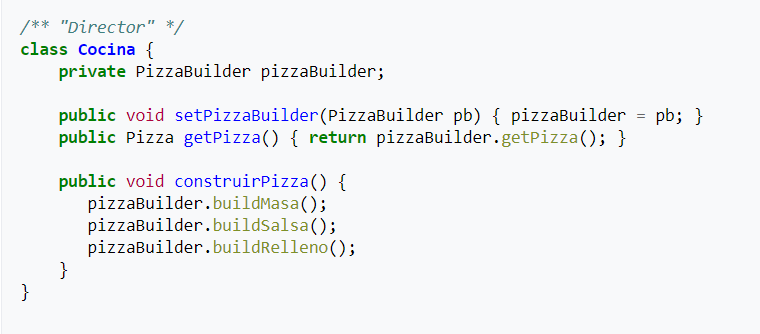 /** "Director" */
class Cocina {
    private PizzaBuilder pizzaBuilder;

    public void setPizzaBuilder(PizzaBuilder pb) { pizzaBuilder = pb; }
    public Pizza getPizza() { return pizzaBuilder.getPizza(); }

    public void construirPizza() {
       pizzaBuilder.buildMasa();
       pizzaBuilder.buildSalsa();
       pizzaBuilder.buildRelleno();
    }
}